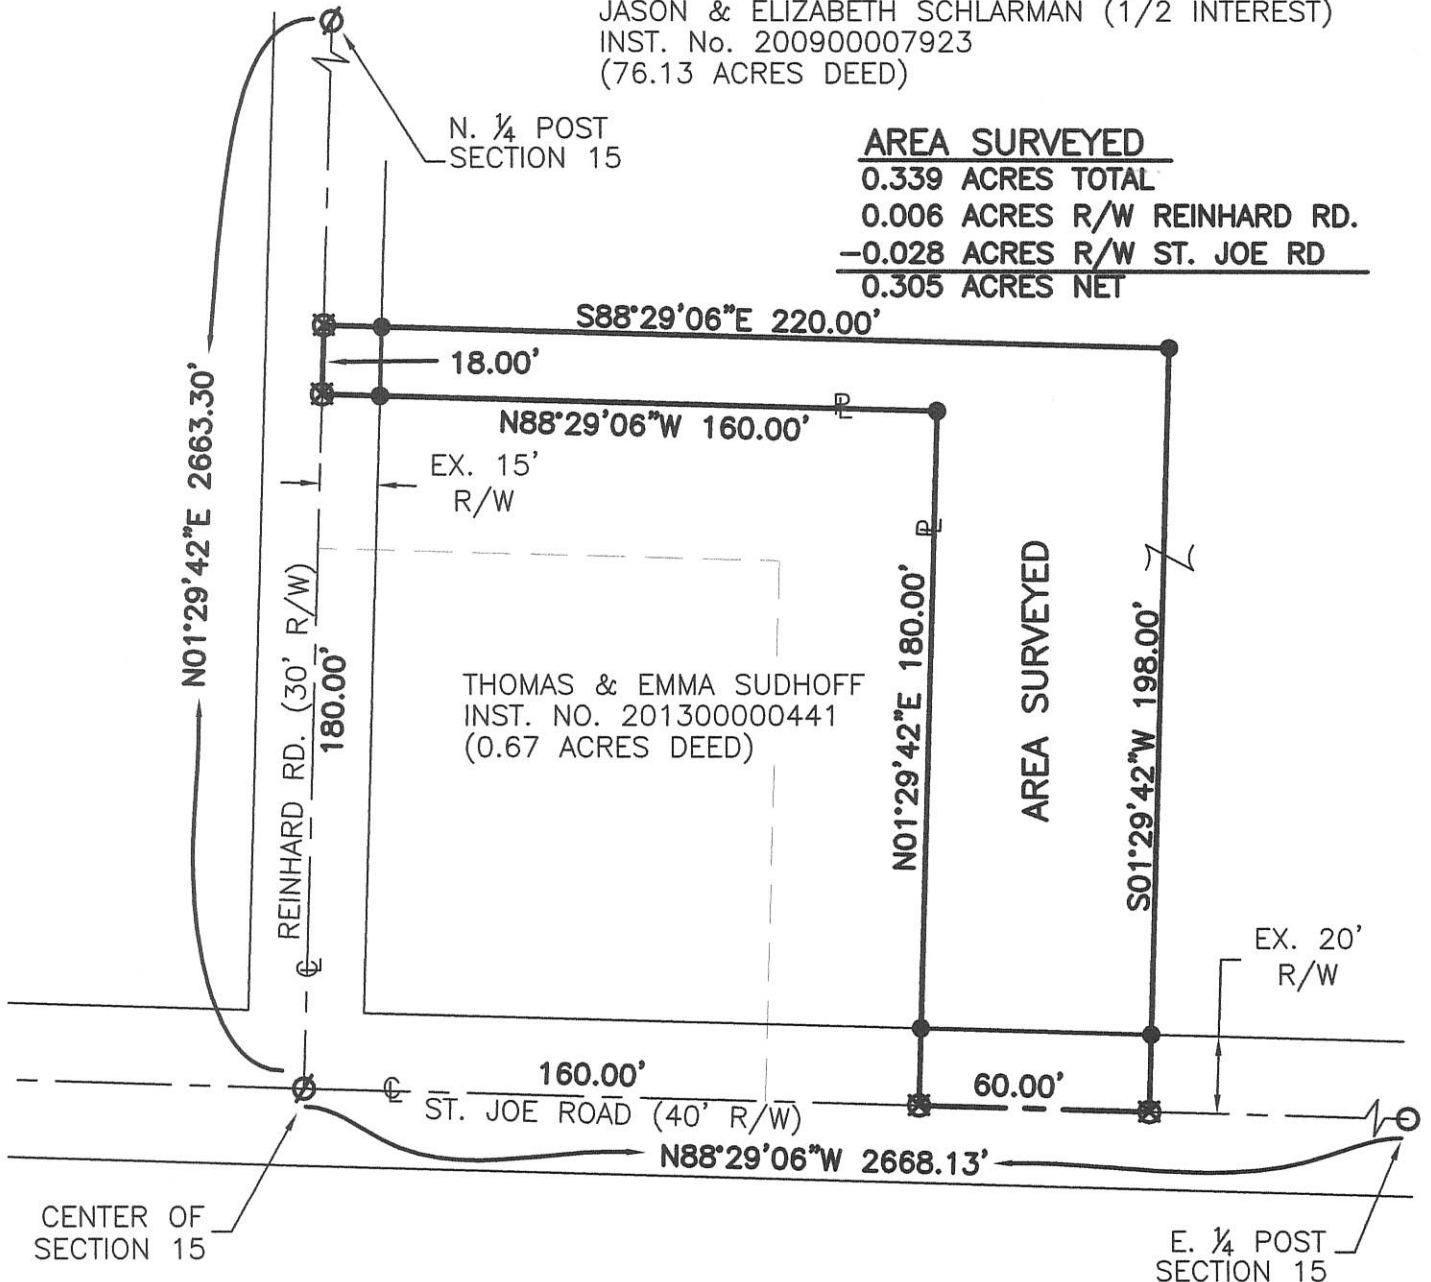 JASON & ELIZABETH SCHLARMAN (1/2 INTEREST)
INST. No. 200900007923
(76.13 ACRES DEED)
N. ¼ POST
SECTION 15
AREA SURVEYED
0.339 ACRES TOTAL
0.006 ACRES R/W REINHARD RD.
-0.028 ACRES R/W ST. JOE RD
0.305 ACRES NET
S88°29'06"E 220.00'
18.00'
N88°29'06"W 160.00'
PL
EX. 15'
R/W
N01°29'42"E 2663.30'
REINHARD RD. (30' R/W)
180.00'
CL
THOMAS & EMMA SUDHOFF
INST. NO. 201300000441
(0.67 ACRES DEED)
PL
N01°29'42"E 180.00'
AREA SURVEYED
S01°29'42"W 198.00'
EX. 20'
R/W
160.00'
60.00'
CL
ST. JOE ROAD (40' R/W)
N88°29'06"W 2668.13'
CENTER OF
SECTION 15
E. ¼ POST
SECTION 15